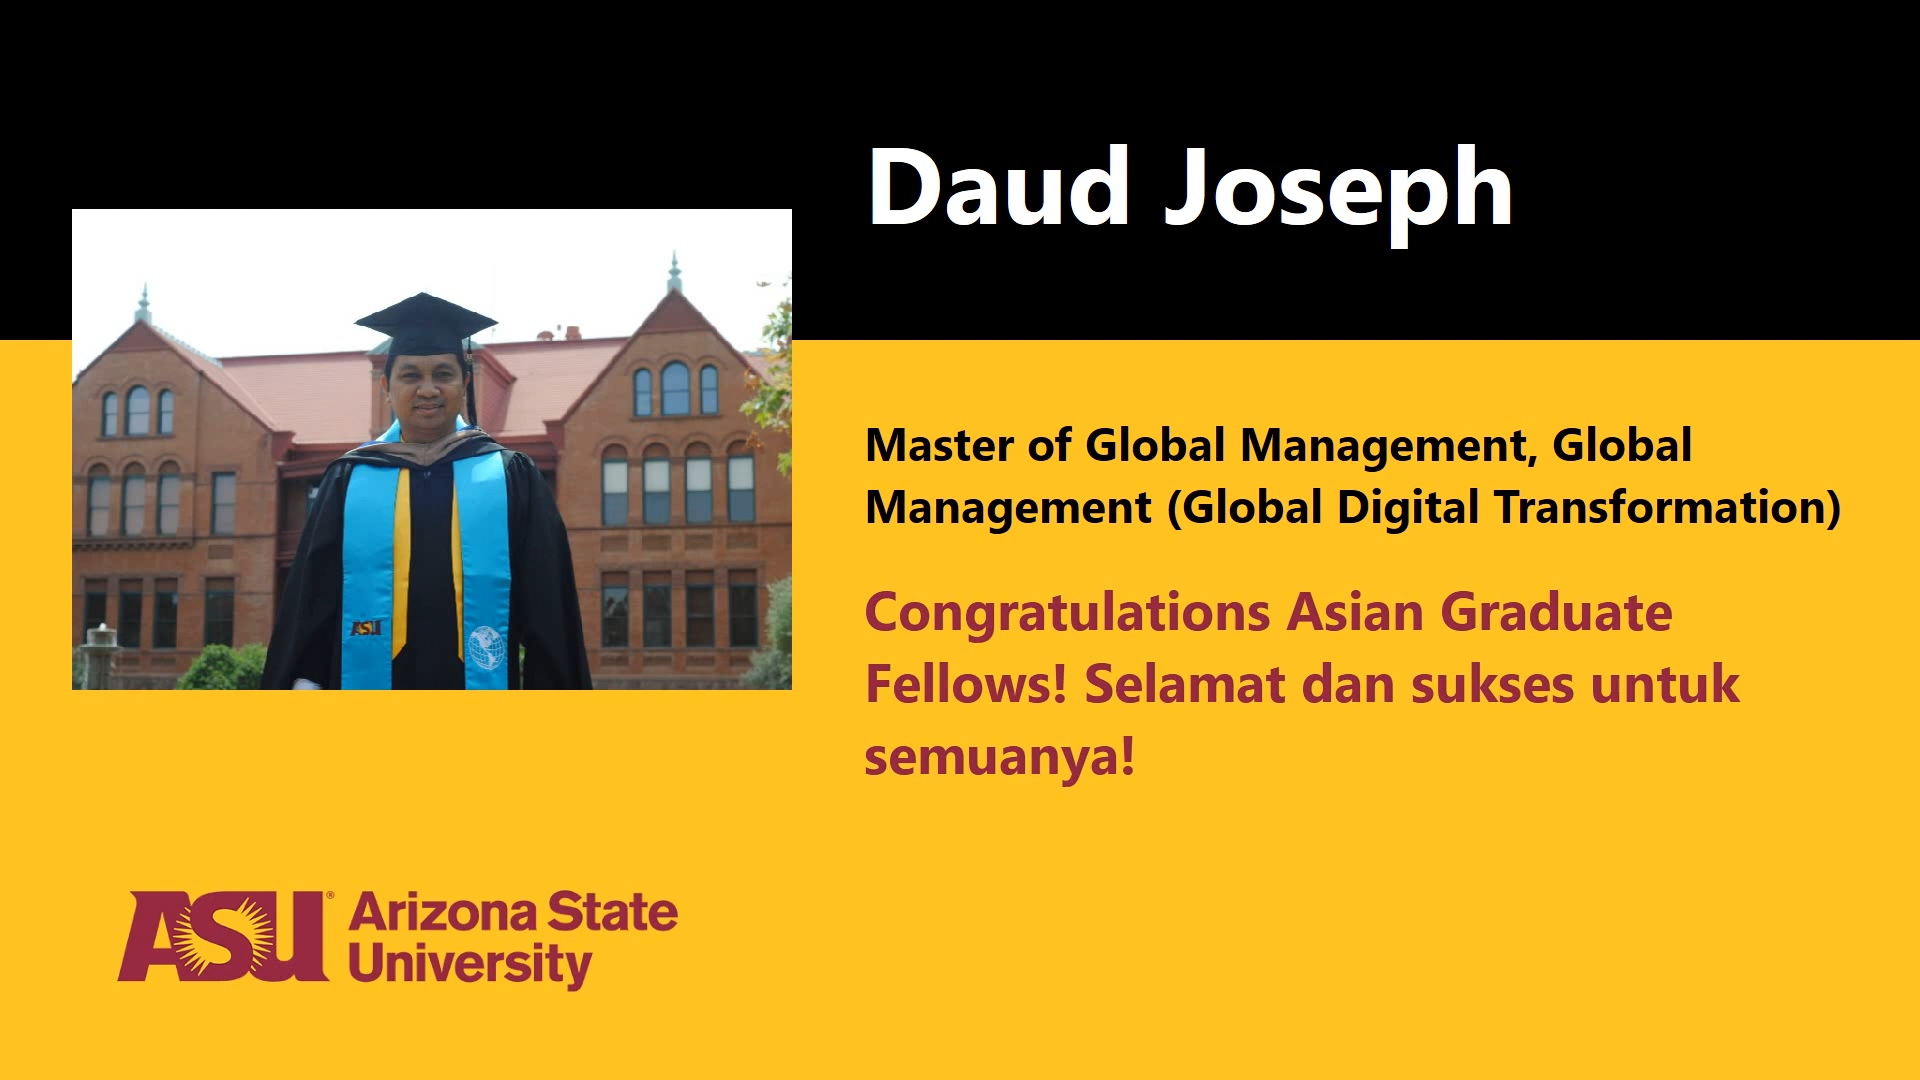 Daud Joseph
Master of Global Management, Global
Management (Global Digital Transformation)
Congratulations Asian Graduate
Fellows! Selamat dan sukses untuk
semuanya!
ASU
ASU® Arizona State
University